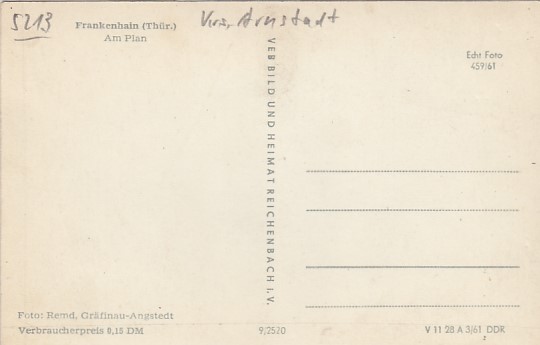 5213
Frankenhain (Thür.)
Am Plan
Arnstadt
Echt Foto
459/61
VEB BILD UND HEIMAT REICHENBACH i. V.
Foto: Remd, Gräfinau-Angstedt
Verbraucherpreis 0,15 DM
9/2520
V 11 28 A 3/61 DDR